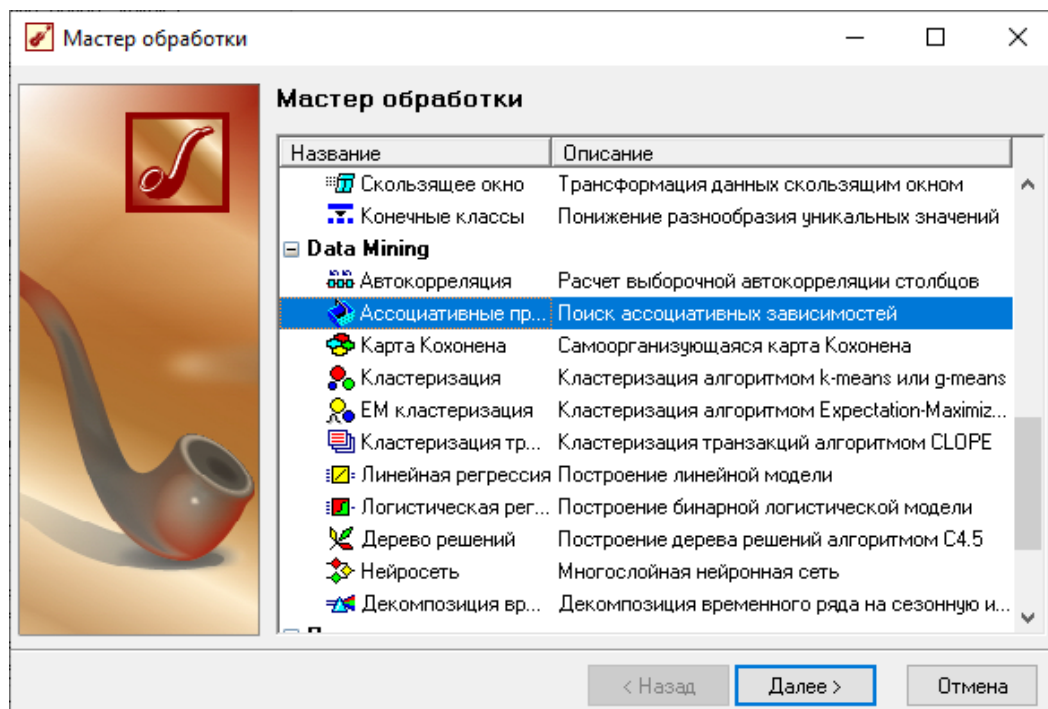 Мастер обработки
Мастер обработки
Название Описание
Скользящее окно Трансформация данных скользящим окном
Конечные классы Понижение разнообразия уникальных значений
Data Mining
Автокорреляция Расчет выборочной автокорреляции столбцов
Ассоциативные пр... Поиск ассоциативных зависимостей
Карта Кохонена Самоорганизующаяся карта Кохонена
Кластеризация Кластеризация алгоритмом k-means или g-means
EM кластеризация Кластеризация алгоритмом Expectation-Maximiz...
Кластеризация тр... Кластеризация транзакций алгоритмом CLOPE
Линейная регрессия Построение линейной модели
Логистическая рег... Построение бинарной логистической модели
Дерево решений Построение дерева решений алгоритмом C4.5
Нейросеть Многослойная нейронная сеть
Декомпозиция вр... Декомпозиция временного ряда на сезонную и...
< Назад Далее > Отмена